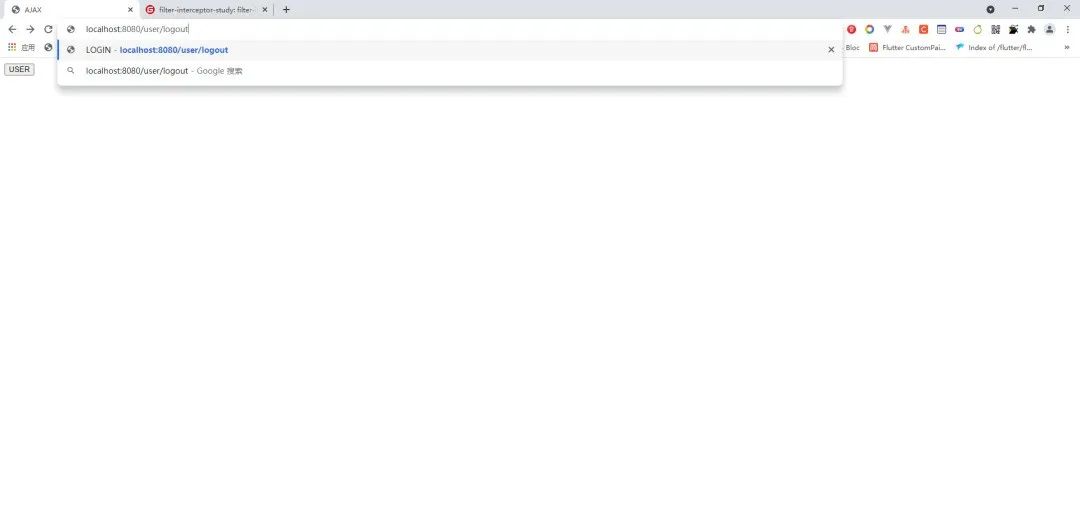 AJAX
filter-interceptor-study: filter-
localhost:8080/user/logout
应用
LOGIN - localhost:8080/user/logout
Bloc
Flutter CustomPai...
Index of /flutter/fl...
»
USER
localhost:8080/user/logout - Google 搜索